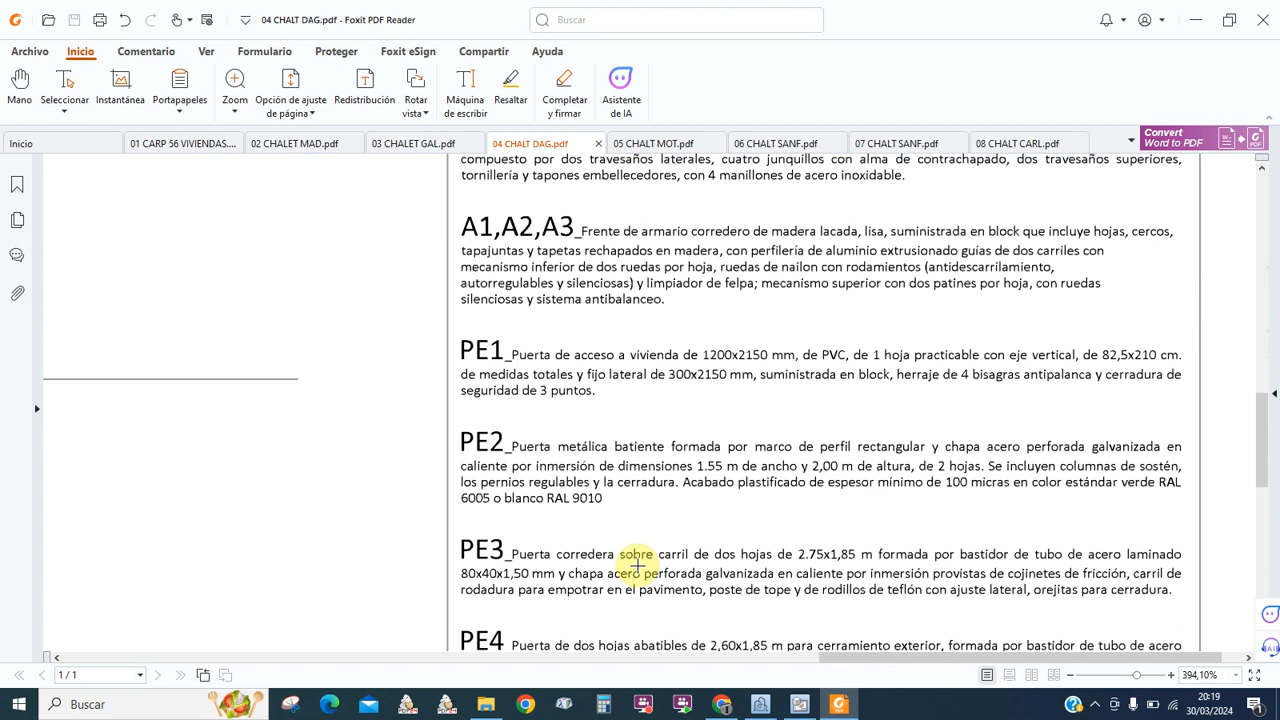 04 CHALT DAG.pdf - Foxit PDF Reader
Buscar
Archivo Inicio Comentario Ver Formulario Proteger Foxit eSign Compartir Ayuda
Mano Seleccionar Instantánea Portapapeles Zoom Opción de ajuste de página Redistribución Rotar vista Máquina de escribir Resaltar Completar y firmar Asistente de IA
Inicio 01 CARP 56 VIVIENDAS.... 02 CHALET MAD.pdf 03 CHALET GAL.pdf 04 CHALT DAG.pdf 05 CHALT MOT.pdf 06 CHALT SANF.pdf 07 CHALT SANF.pdf 08 CHALT CARL.pdf Convert Word to PDF
compuesto por dos travesaños laterales, cuatro junquillos con alma de contrachapado, dos travesaños superiores,
tornillería y tapones embellecedores, con 4 manillones de acero inoxidable.
A1,A2,A3_Frente de armario corredero de madera lacada, lisa, suministrada en block que incluye hojas, cercos,
tapajuntas y tapetas rechapados en madera, con perfilería de aluminio extrusionado guías de dos carriles con
mecanismo inferior de dos ruedas por hoja, ruedas de nailon con rodamientos (antidescarrilamiento,
autorregulables y silenciosas) y limpiador de felpa; mecanismo superior con dos patines por hoja, con ruedas
silenciosas y sistema antibalanceo.
PE1_Puerta de acceso a vivienda de 1200x2150 mm, de PVC, de 1 hoja practicable con eje vertical, de 82,5x210 cm.
de medidas totales y fijo lateral de 300x2150 mm, suministrada en block, herraje de 4 bisagras antipalanca y cerradura de
seguridad de 3 puntos.
PE2_Puerta metálica batiente formada por marco de perfil rectangular y chapa acero perforada galvanizada en
caliente por inmersión de dimensiones 1.55 m de ancho y 2,00 m de altura, de 2 hojas. Se incluyen columnas de sostén,
los pernios regulables y la cerradura. Acabado plastificado de espesor mínimo de 100 micras en color estándar verde RAL
6005 o blanco RAL 9010
PE3_Puerta corredera sobre carril de dos hojas de 2.75x1,85 m formada por bastidor de tubo de acero laminado
80x40x1,50 mm y chapa acero perforada galvanizada en caliente por inmersión provistas de cojinetes de fricción, carril de
rodadura para empotrar en el pavimento, poste de tope y de rodillos de teflón con ajuste lateral, orejitas para cerradura.
PE4_Puerta de dos hojas abatibles de 2,60x1,85 m para cerramiento exterior, formada por bastidor de tubo de acero
1 / 1
394,10%
Buscar
20:19
30/03/2024